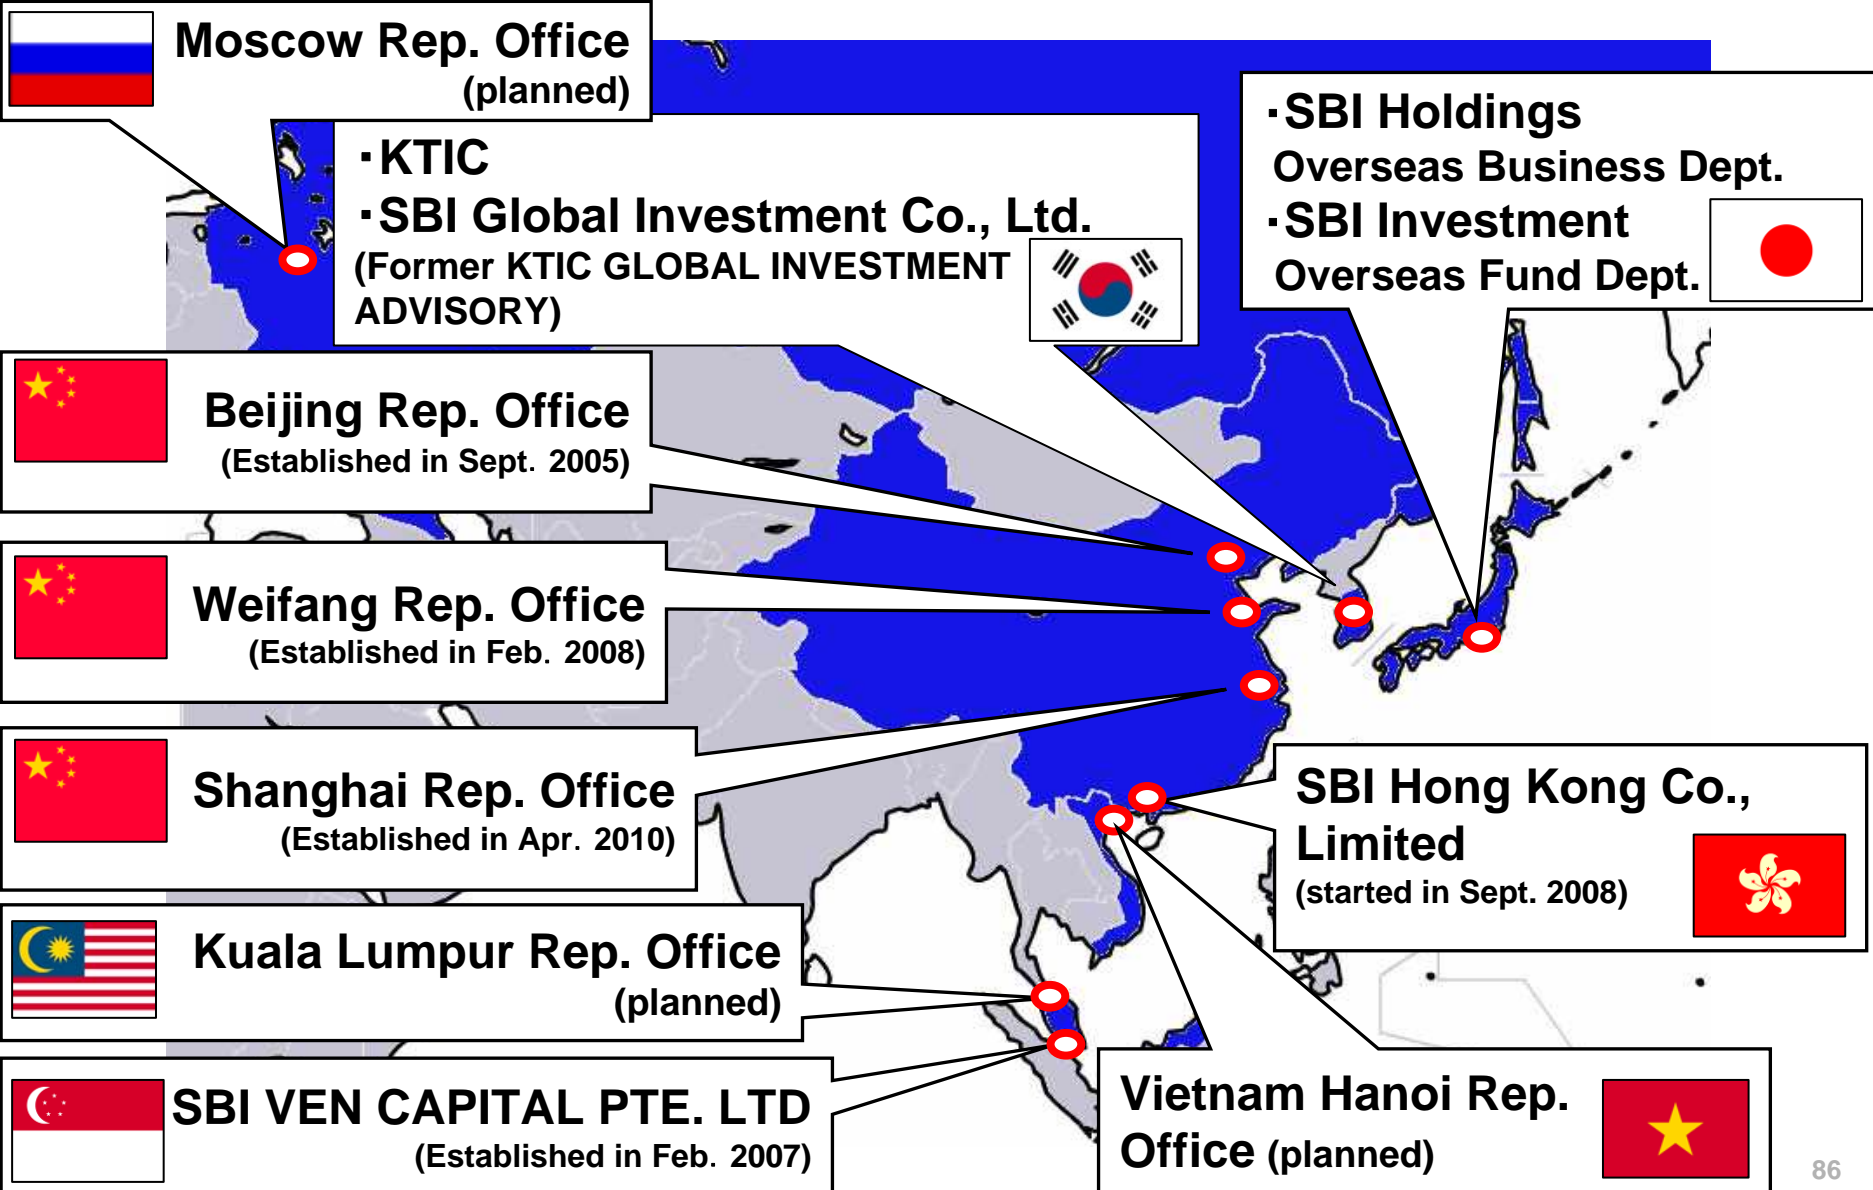 Moscow Rep. Office
(planned)
・KTIC
・SBI Global Investment Co., Ltd.
(Former KTIC GLOBAL INVESTMENT
ADVISORY)
・SBI Holdings
Overseas Business Dept.
・SBI Investment
Overseas Fund Dept.
Beijing Rep. Office
(Established in Sept. 2005)
Weifang Rep. Office
(Established in Feb. 2008)
Shanghai Rep. Office
(Established in Apr. 2010)
SBI Hong Kong Co.,
Limited
(started in Sept. 2008)
Kuala Lumpur Rep. Office
(planned)
SBI VEN CAPITAL PTE. LTD
(Established in Feb. 2007)
Vietnam Hanoi Rep.
Office (planned)
86